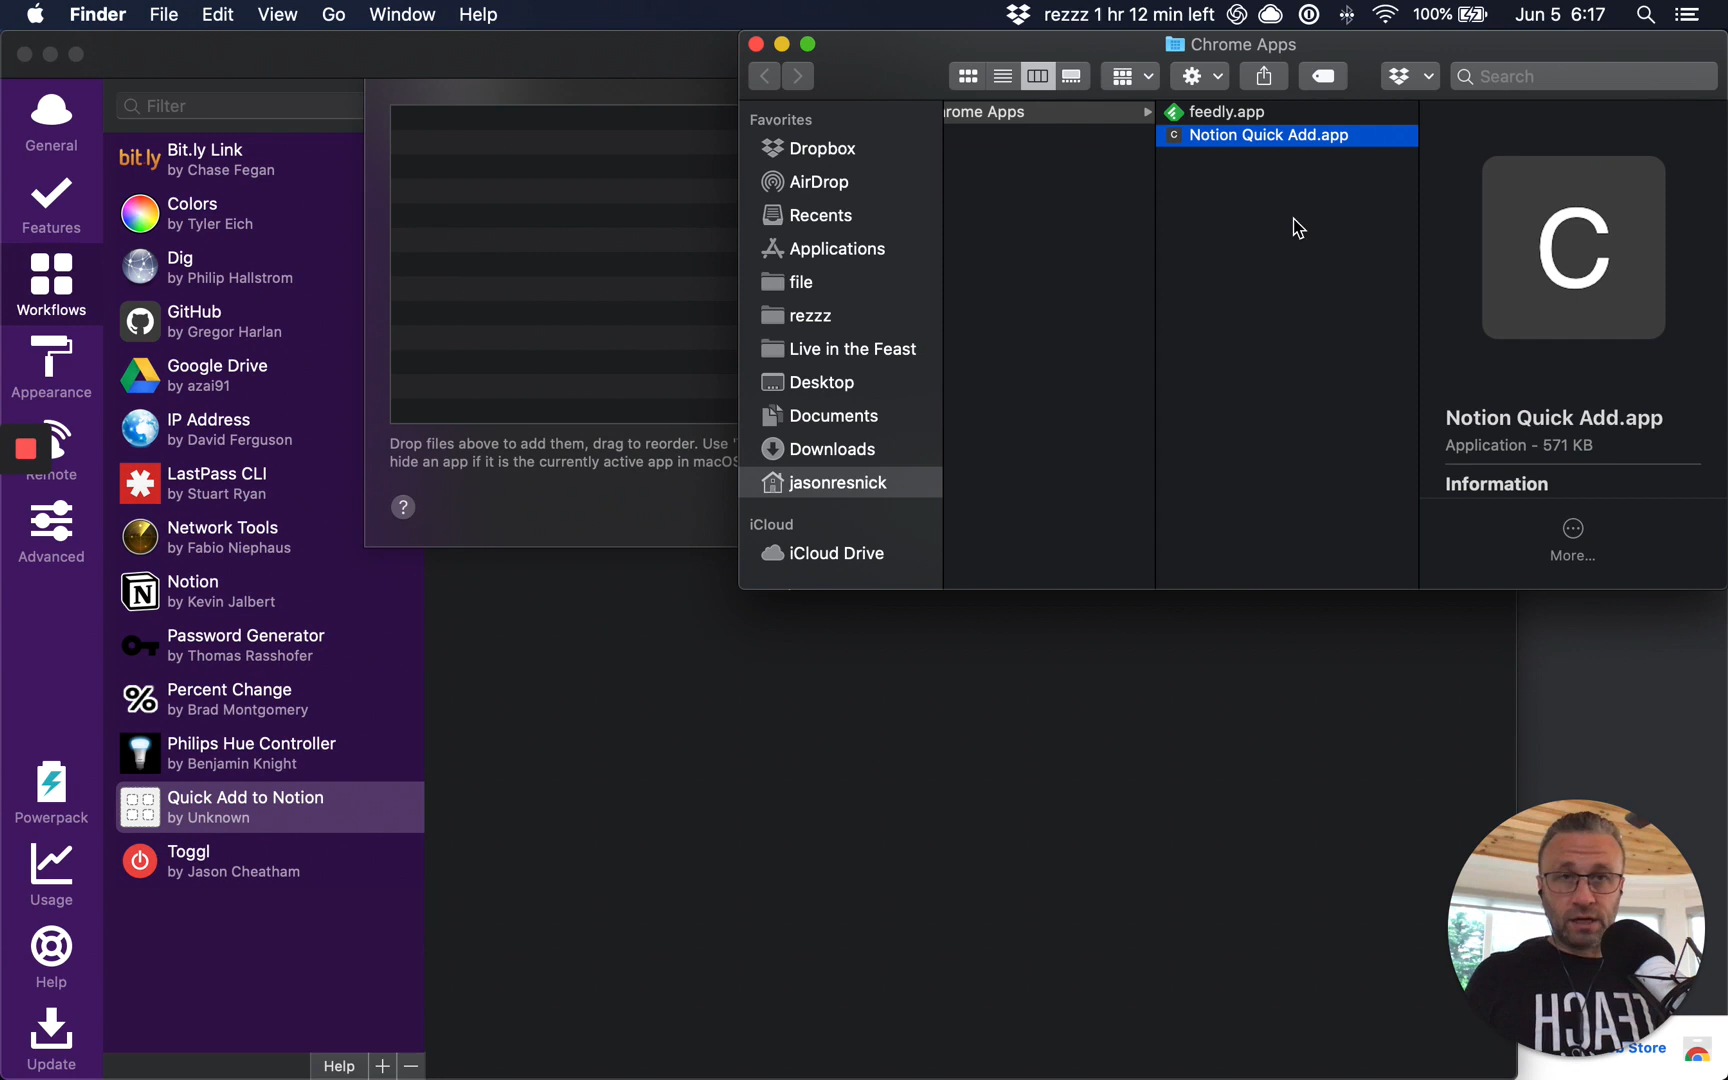 Finder File Edit View Go Window Help
rezzz 1 hr 12 min left 100% Jun 5 6:17
Chrome Apps
Search
Filter
General
Features
Workflows
Appearance
Remote
Advanced
Powerpack
Usage
Help
Update
bitly
Bit.ly Link
by Chase Fegan
Colors
by Tyler Eich
Dig
by Philip Hallstrom
GitHub
by Gregor Harlan
Google Drive
by azai91
IP Address
by David Ferguson
LastPass CLI
by Stuart Ryan
Network Tools
by Fabio Niephaus
N
Notion
by Kevin Jalbert
Password Generator
by Thomas Rasshofer
%
Percent Change
by Brad Montgomery
Philips Hue Controller
by Benjamin Knight
Quick Add to Notion
by Unknown
Toggl
by Jason Cheatham
Help + −
Drop files above to add them, drag to reorder. Use '
hide an app if it is the currently active app in macOS
?
Favorites
Dropbox
AirDrop
Recents
Applications
file
rezzz
Live in the Feast
Desktop
Documents
Downloads
jasonresnick
iCloud
iCloud Drive
rome Apps
feedly.app
C Notion Quick Add.app
C
Notion Quick Add.app
Application - 571 KB
Information
More...
Store